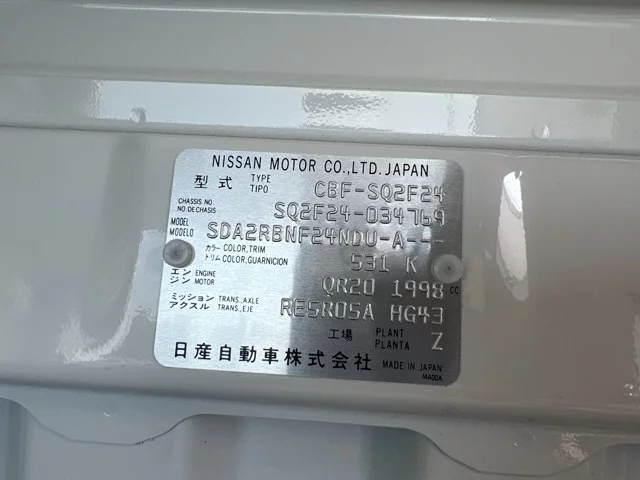 NISSAN MOTOR CO.,LTD. JAPAN
型式 TYPE TIPO CBF-SQ2F24
CHASSIS NO NO DE CHASIS SQ2F24-034769
MODEL MODELO SDA2RBNF24NDU-A---
カラー COLOR,TRIM トリム COLOR,GUARNICION 531 K
エンジン ENGINE MOTOR QR20 1998 CC
ミッション TRANS.,AXLE アクスル TRANS.,EJE RE5R05A HG43
工場 PLANT PLANTA Z
日産自動車株式会社 MADE IN JAPAN